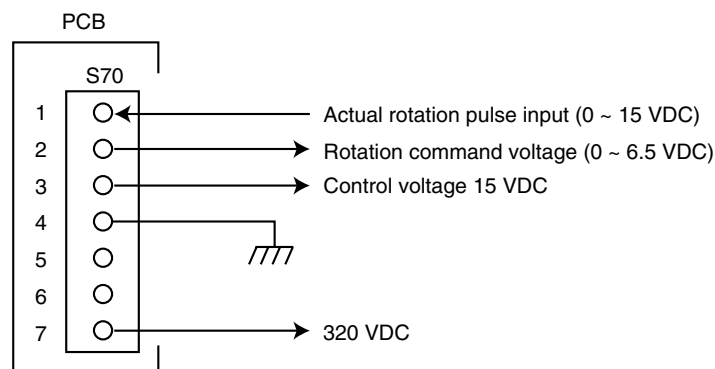 PCB
S70
1 Actual rotation pulse input (0 ~ 15 VDC)
2 Rotation command voltage (0 ~ 6.5 VDC)
3 Control voltage 15 VDC
4
5
6
7 320 VDC